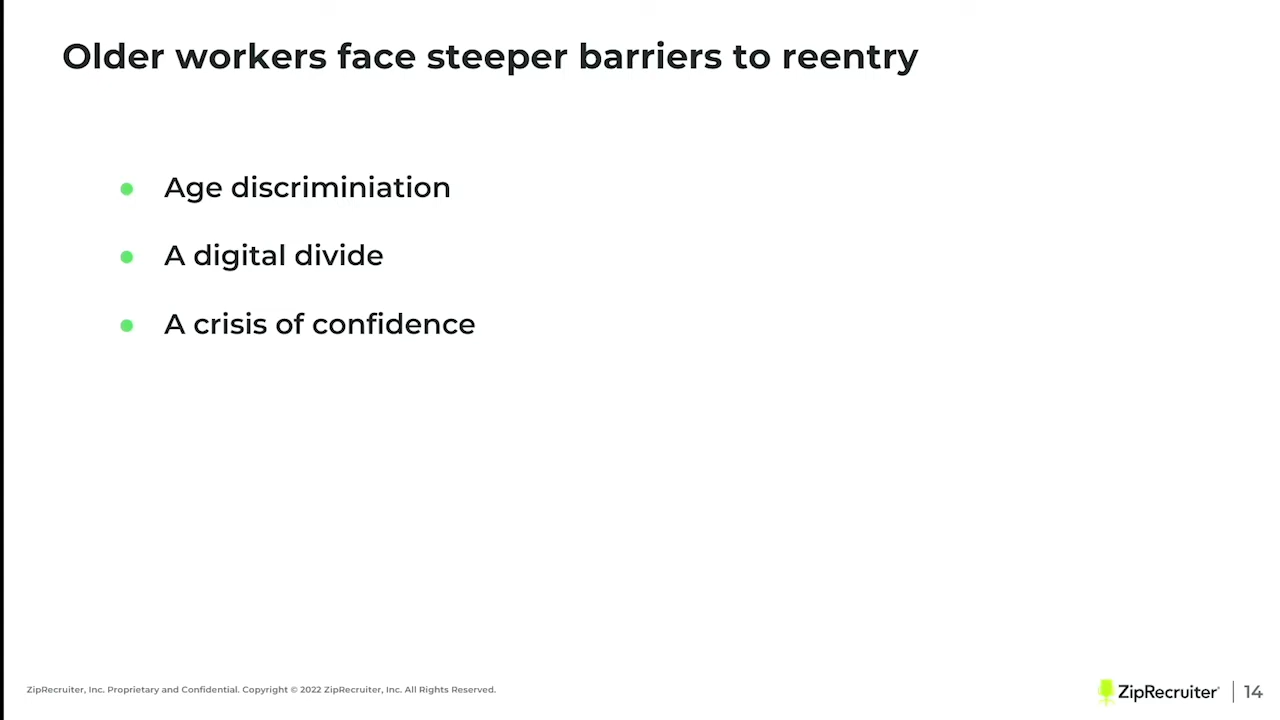 Older workers face steeper barriers to reentry
● Age discriminiation
● A digital divide
● A crisis of confidence
ZipRecruiter, Inc. Proprietary and Confidential. Copyright © 2022 ZipRecruiter, Inc. All Rights Reserved.
ZipRecruiter® | 14